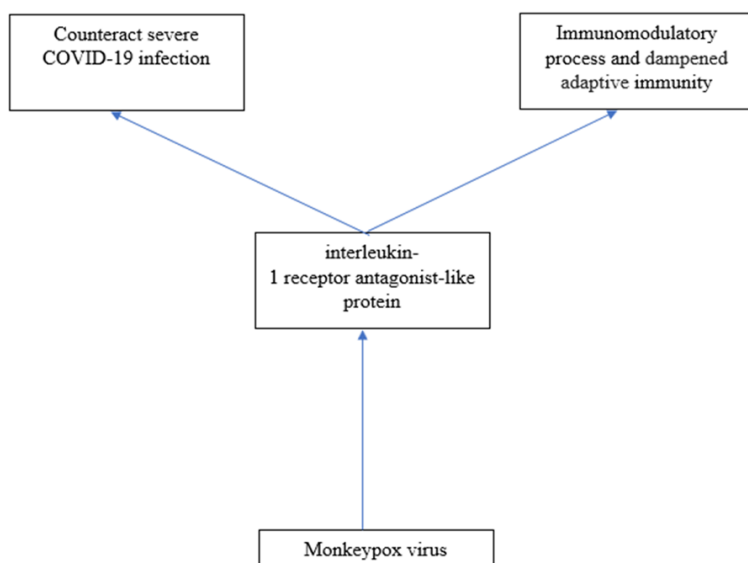 Counteract severe
COVID-19 infection
Immunomodulatory
process and dampened
adaptive immunity
interleukin-
1 receptor antagonist-like
protein
Monkeypox virus